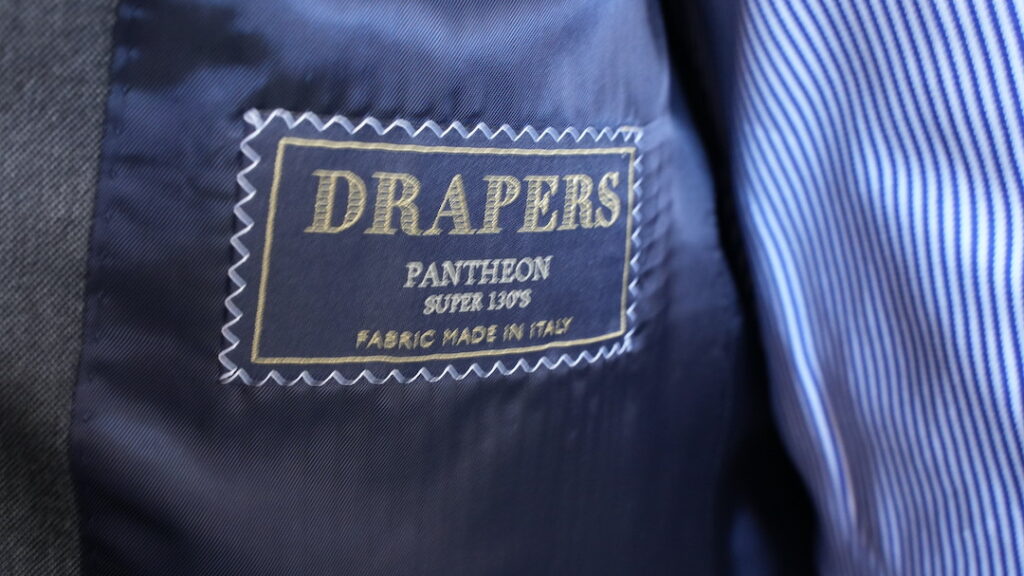 DRAPERS
PANTHEON
SUPER 130'S
FABRIC MADE IN ITALY